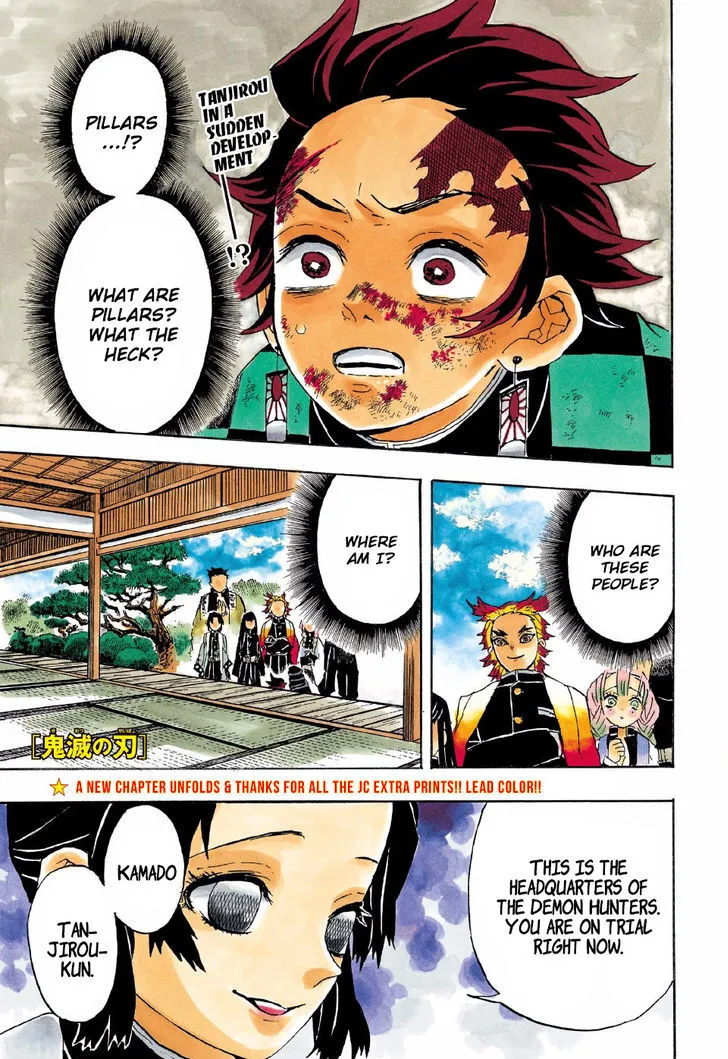 PILLARS
...!?
TANJIROU
IN A
SUDDEN
DEVELOP-
MENT
!?
WHAT ARE
PILLARS?
WHAT THE
HECK?
WHO ARE
THESE
PEOPLE?
WHERE
AM I?
[鬼滅の刃]
A NEW CHAPTER UNFOLDS & THANKS FOR ALL THE JC EXTRA PRINTS!! LEAD COLOR!!
THIS IS THE
HEADQUARTERS OF
THE DEMON HUNTERS.
YOU ARE ON TRIAL
RIGHT NOW.
KAMADO
TAN-
JIROU-
KUN.